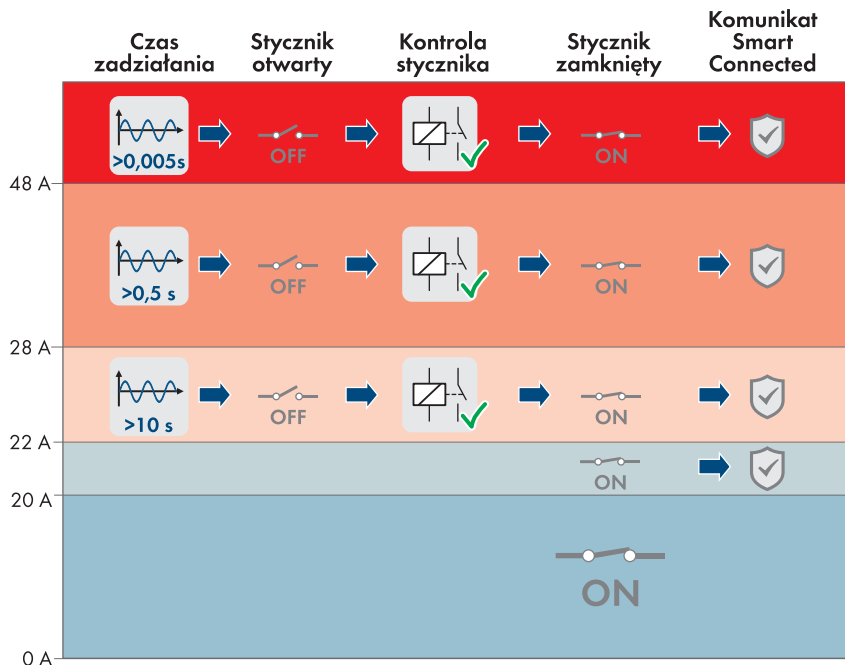 Czas
zadziałania
Stycznik
otwarty
Kontrola
stycznika
Stycznik
zamknięty
Komunikat
Smart
Connected
>0,005s
OFF
ON
48 A
>0,5 s
OFF
ON
28 A
>10 s
OFF
ON
22 A
ON
20 A
ON
0 A